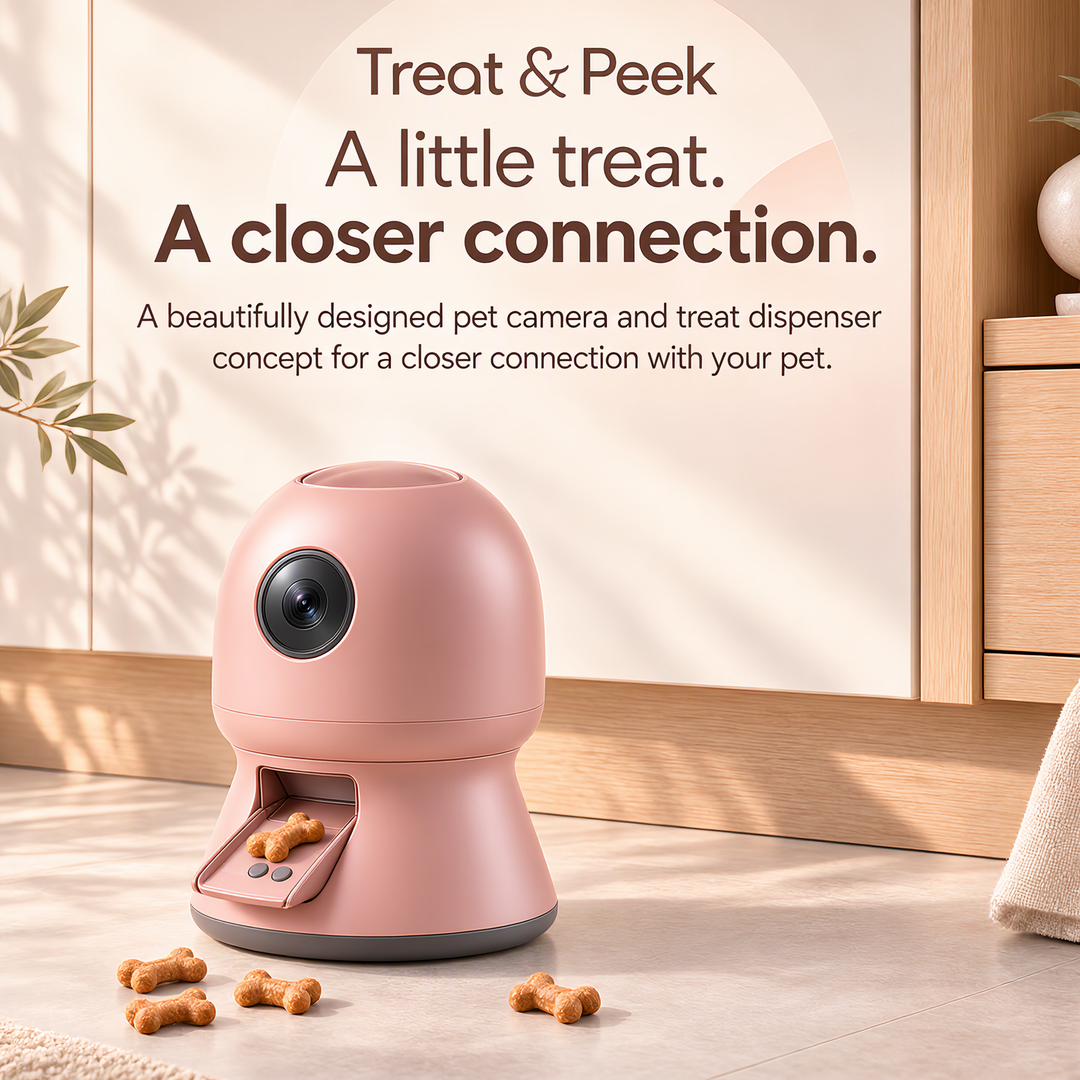 Treat & Peek
A little treat.
A closer connection.
A beautifully designed pet camera and treat dispenser
concept for a closer connection with your pet.